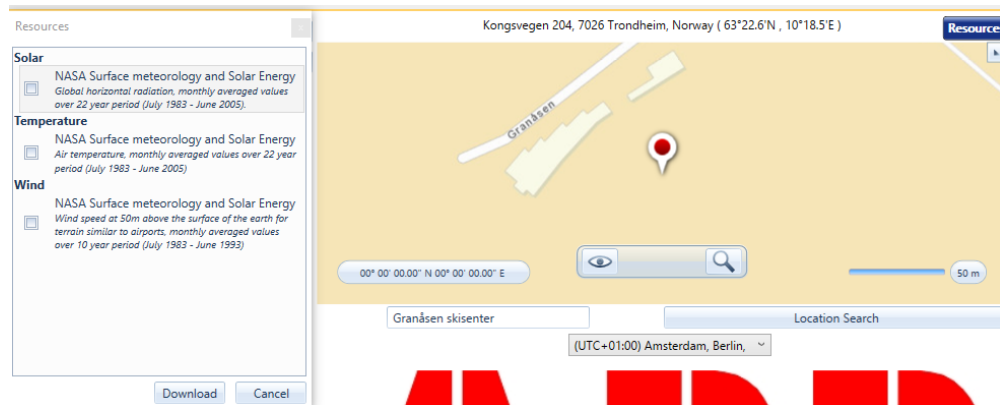 Resources
Solar
NASA Surface meteorology and Solar Energy
Global horizontal radiation, monthly averaged values
over 22 year period (July 1983 - June 2005).
Temperature
NASA Surface meteorology and Solar Energy
Air temperature, monthly averaged values over 22 year
period (July 1983 - June 2005)
Wind
NASA Surface meteorology and Solar Energy
Wind speed at 50m above the surface of the earth for
terrain similar to airports, monthly averaged values
over 10 year period (July 1983 - June 1993)
Download Cancel
Kongsvegen 204, 7026 Trondheim, Norway ( 63°22.6'N , 10°18.5'E )
Resource
Granåsen
00° 00' 00.00" N 00° 00' 00.00" E
50 m
Granåsen skisenter
Location Search
(UTC+01:00) Amsterdam, Berlin,